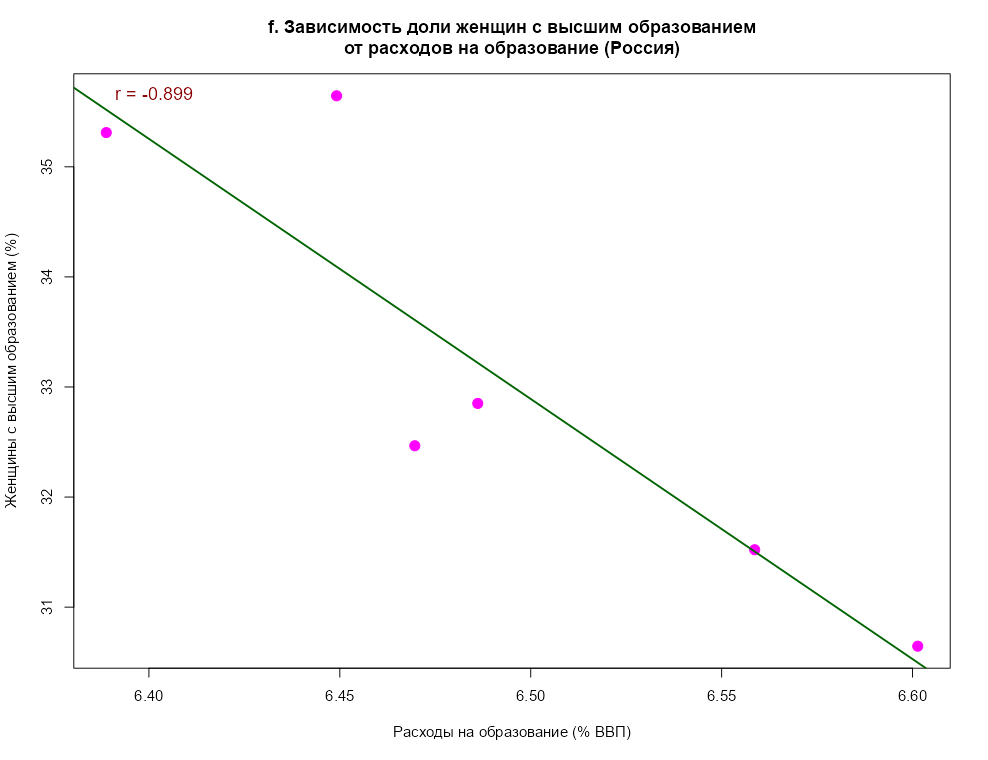 f. Зависимость доли женщин с высшим образованием
от расходов на образование (Россия)
r = -0.899
Женщины с высшим образованием (%)
35
34
33
32
31
6.40
6.45
6.50
6.55
6.60
Расходы на образование (% ВВП)